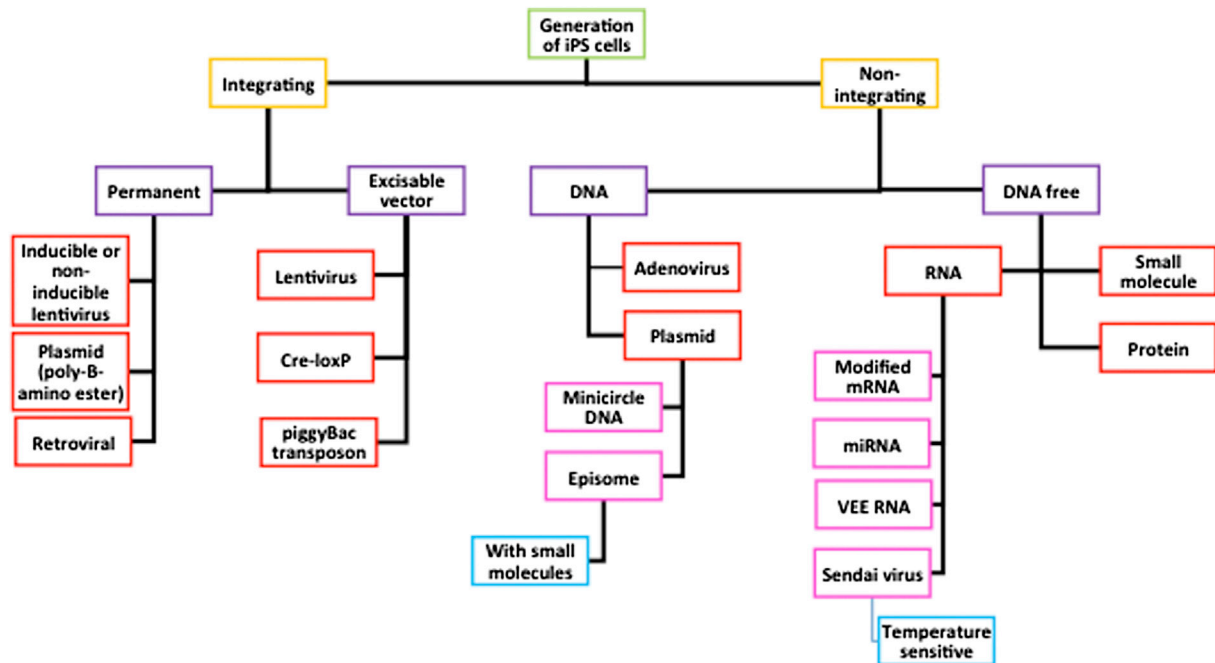 Generation
of iPS cells
Integrating
Non-
integrating
Permanent
Excisable
vector
DNA
DNA free
Inducible or
non-
inducible
lentivirus
Plasmid
(poly-B-
amino ester)
Retroviral
Lentivirus
Cre-loxP
piggyBac
transposon
Adenovirus
Plasmid
Minicircle
DNA
Episome
With small
molecules
RNA
Small
molecule
Protein
Modified
mRNA
miRNA
VEE RNA
Sendai virus
Temperature
sensitive